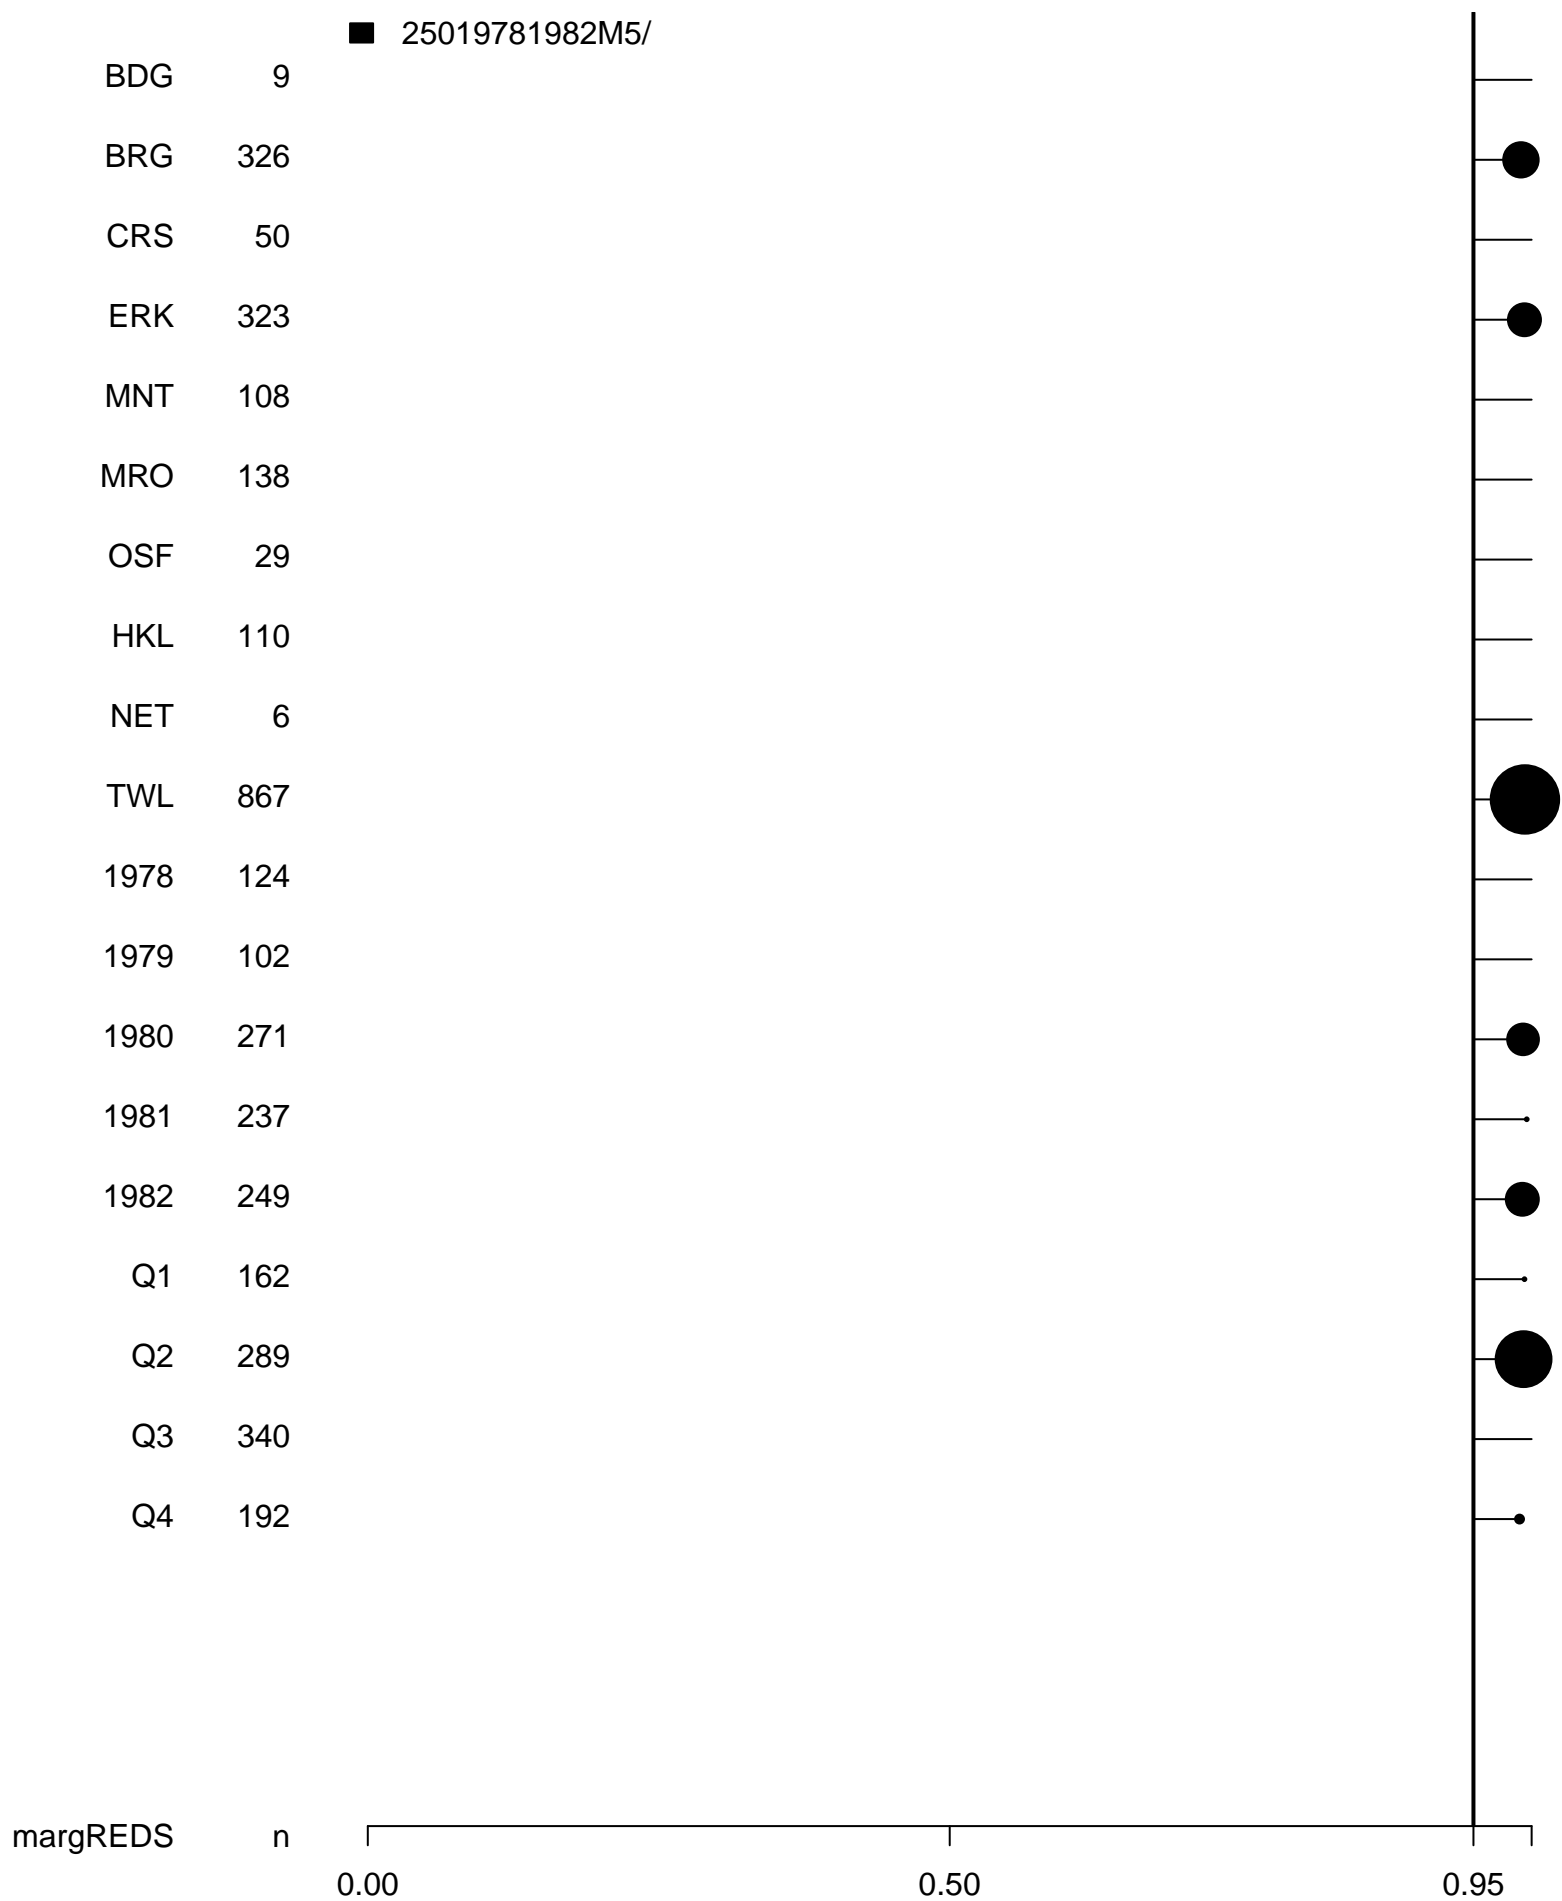 25019781982M5/
BDG 9
BRG 326
CRS 50
ERK 323
MNT 108
MRO 138
OSF 29
HKL 110
NET 6
TWL 867
1978 124
1979 102
1980 271
1981 237
1982 249
Q1 162
Q2 289
Q3 340
Q4 192
margREDS n
0.00 0.50 0.95